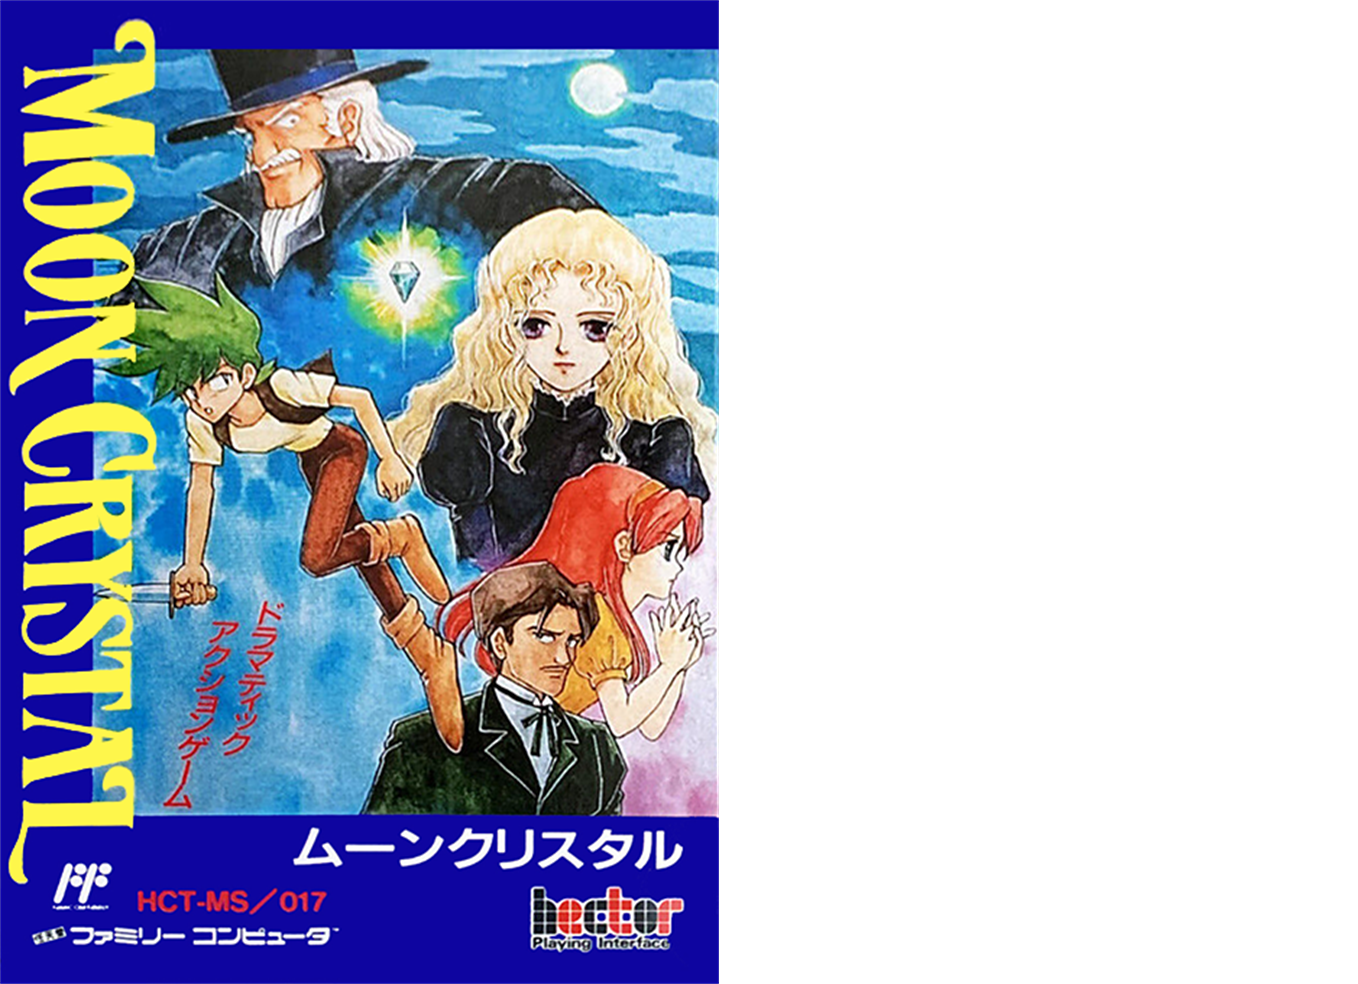 MOON CRYSTAL
ドラマティック
アクションゲーム
ムーンクリスタル
HCT-MS/017
ファミリー コンピュータ
hector
Playing Interface